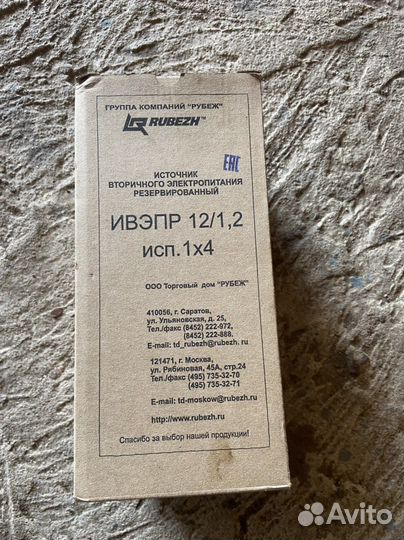 ГРУППА КОМПАНИЙ "РУБЕЖ"
RUBEZH™
ЕАС
ИСТОЧНИК
ВТОРИЧНОГО ЭЛЕКТРОПИТАНИЯ
РЕЗЕРВИРОВАННЫЙ
ИВЭПР 12/1,2
исп.1х4
ООО Торговый дом "РУБЕЖ"
410056, г. Саратов,
ул. Ульяновская, д. 25,
Тел./факс (8452) 222-972,
(8452) 222-888.
E-mail: td_rubezh@rubezh. ru
121471, г. Москва,
ул. Рябиновая, 45А, стр.24
Тел./факс (495) 735-32-70
(495) 735-32-71
E-mail: td-moskow@rubezh.ru
http://www.rubezh.ru
Спасибо за выбор нашей продукции!
Avito